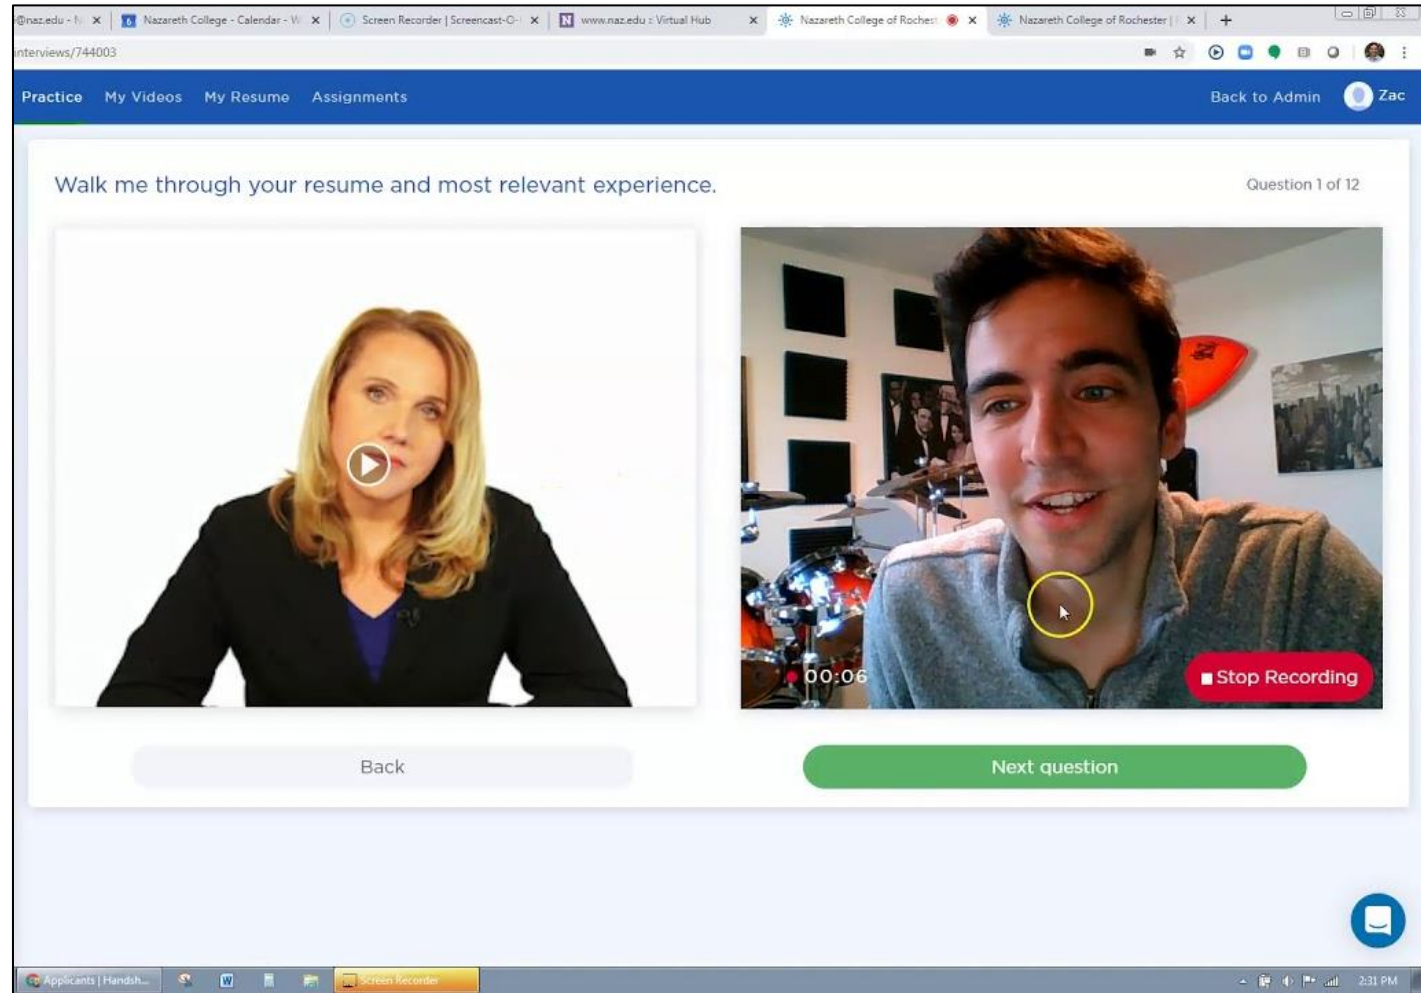 @naz.edu - N
Nazareth College - Calendar - W
Screen Recorder | Screencast-O-
www.naz.edu :: Virtual Hub
Nazareth College of Rochest
Nazareth College of Rochester |
interviews/744003
Practice My Videos My Resume Assignments Back to Admin Zac
Walk me through your resume and most relevant experience. Question 1 of 12
00:06 Stop Recording
Back Next question
Applicants | Handsh... Screen Recorder 2:31 PM